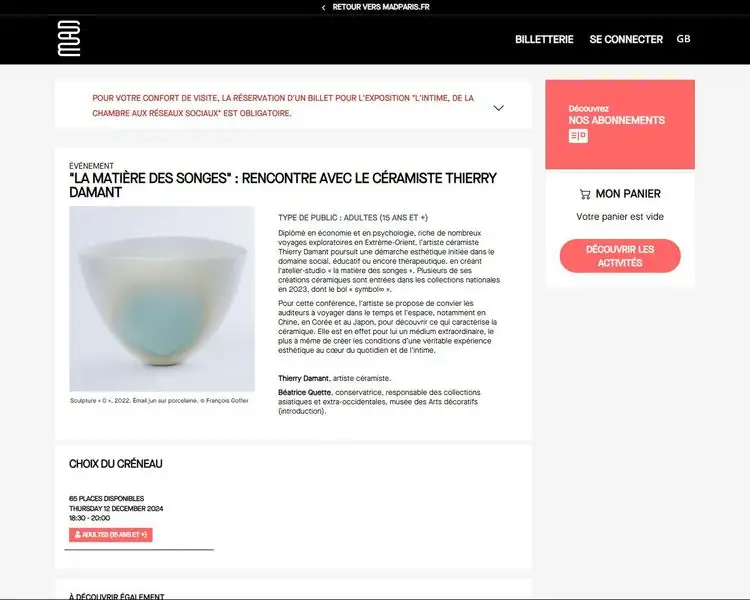 RETOUR VERS MADPARIS.FR
MAD
BILLETTERIE
SE CONNECTER
GB
POUR VOTRE CONFORT DE VISITE, LA RÉSERVATION D'UN BILLET POUR L'EXPOSITION "L'INTIME, DE LA
CHAMBRE AUX RÉSEAUX SOCIAUX" EST OBLIGATOIRE.
Découvrez
NOS ABONNEMENTS
MON PANIER
Votre panier est vide
DÉCOUVRIR LES
ACTIVITÉS
ÉVÉNEMENT
"LA MATIÈRE DES SONGES" : RENCONTRE AVEC LE CÉRAMISTE THIERRY
DAMANT
Sculpture « O », 2022. Émail jun sur porcelaine. © François Golfier
TYPE DE PUBLIC : ADULTES (15 ANS ET +)
Diplômé en économie et en psychologie, riche de nombreux
voyages exploratoires en Extrême-Orient, l'artiste céramiste
Thierry Damant poursuit une démarche esthétique initiée dans le
domaine social, éducatif ou encore thérapeutique, en créant
l'atelier-studio « la matière des songes ». Plusieurs de ses
créations céramiques sont entrées dans les collections nationales
en 2023, dont le bol « symbol∞ ».
Pour cette conférence, l'artiste se propose de convier les
auditeurs à voyager dans le temps et l'espace, notamment en
Chine, en Corée et au Japon, pour découvrir ce qui caractérise la
céramique. Elle est en effet pour lui un médium extraordinaire, le
plus à même de créer les conditions d'une véritable expérience
esthétique au cœur du quotidien et de l'intime.
Thierry Damant, artiste céramiste.
Béatrice Quette, conservatrice, responsable des collections
asiatiques et extra-occidentales, musée des Arts décoratifs
(introduction).
CHOIX DU CRÉNEAU
65 PLACES DISPONIBLES
THURSDAY 12 DECEMBER 2024
18:30 - 20:00
ADULTES (15 ANS ET +)
À DÉCOUVRIR ÉGALEMENT